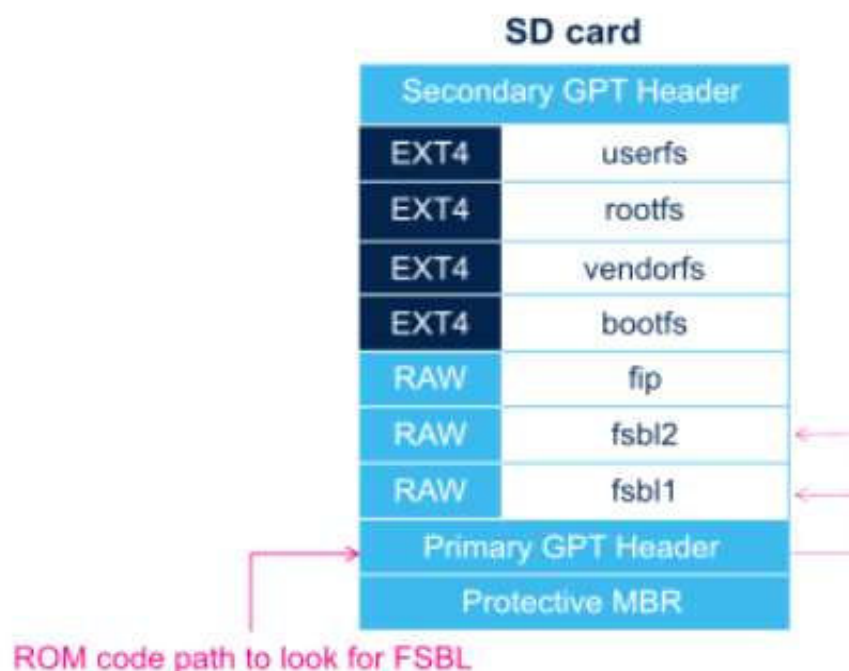 SD card
Secondary GPT Header
EXT4 userfs
EXT4 rootfs
EXT4 vendorfs
EXT4 bootfs
RAW fip
RAW fsbl2
RAW fsbl1
Primary GPT Header
Protective MBR
ROM code path to look for FSBL